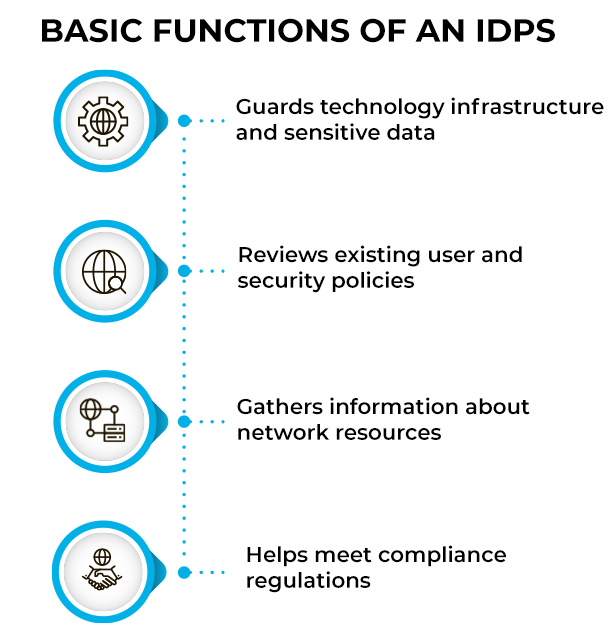 BASIC FUNCTIONS OF AN IDPS
Guards technology infrastructure
and sensitive data
Reviews existing user and
security policies
Gathers information about
network resources
Helps meet compliance
regulations